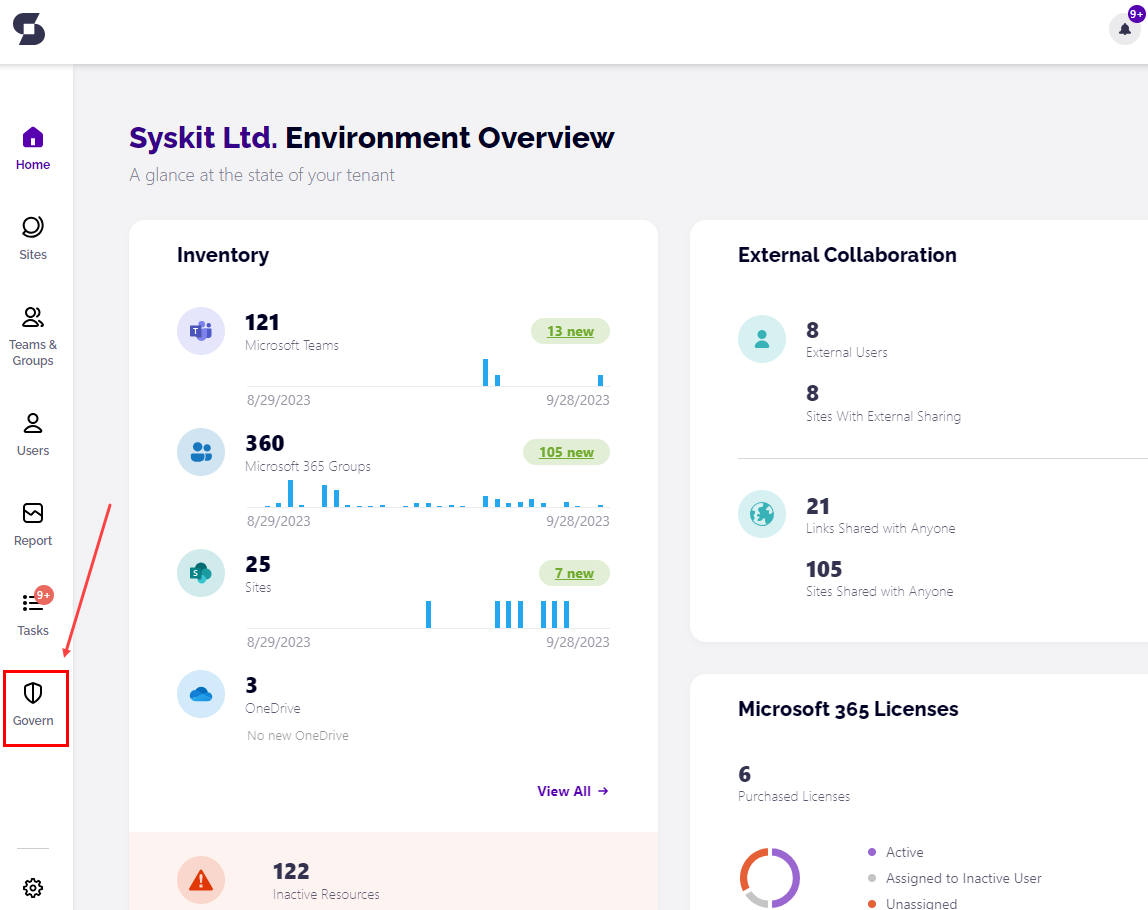 9+
Home
Sites
Teams &
Groups
Users
Report
9+
Tasks
Govern
Syskit Ltd. Environment Overview
A glance at the state of your tenant
Inventory
121
Microsoft Teams
13 new
8/29/2023
9/28/2023
360
Microsoft 365 Groups
105 new
8/29/2023
9/28/2023
25
Sites
7 new
8/29/2023
9/28/2023
3
OneDrive
No new OneDrive
View All →
122
Inactive Resources
External Collaboration
8
External Users
8
Sites With External Sharing
21
Links Shared with Anyone
105
Sites Shared with Anyone
Microsoft 365 Licenses
6
Purchased Licenses
Active
Assigned to Inactive User
Unassigned